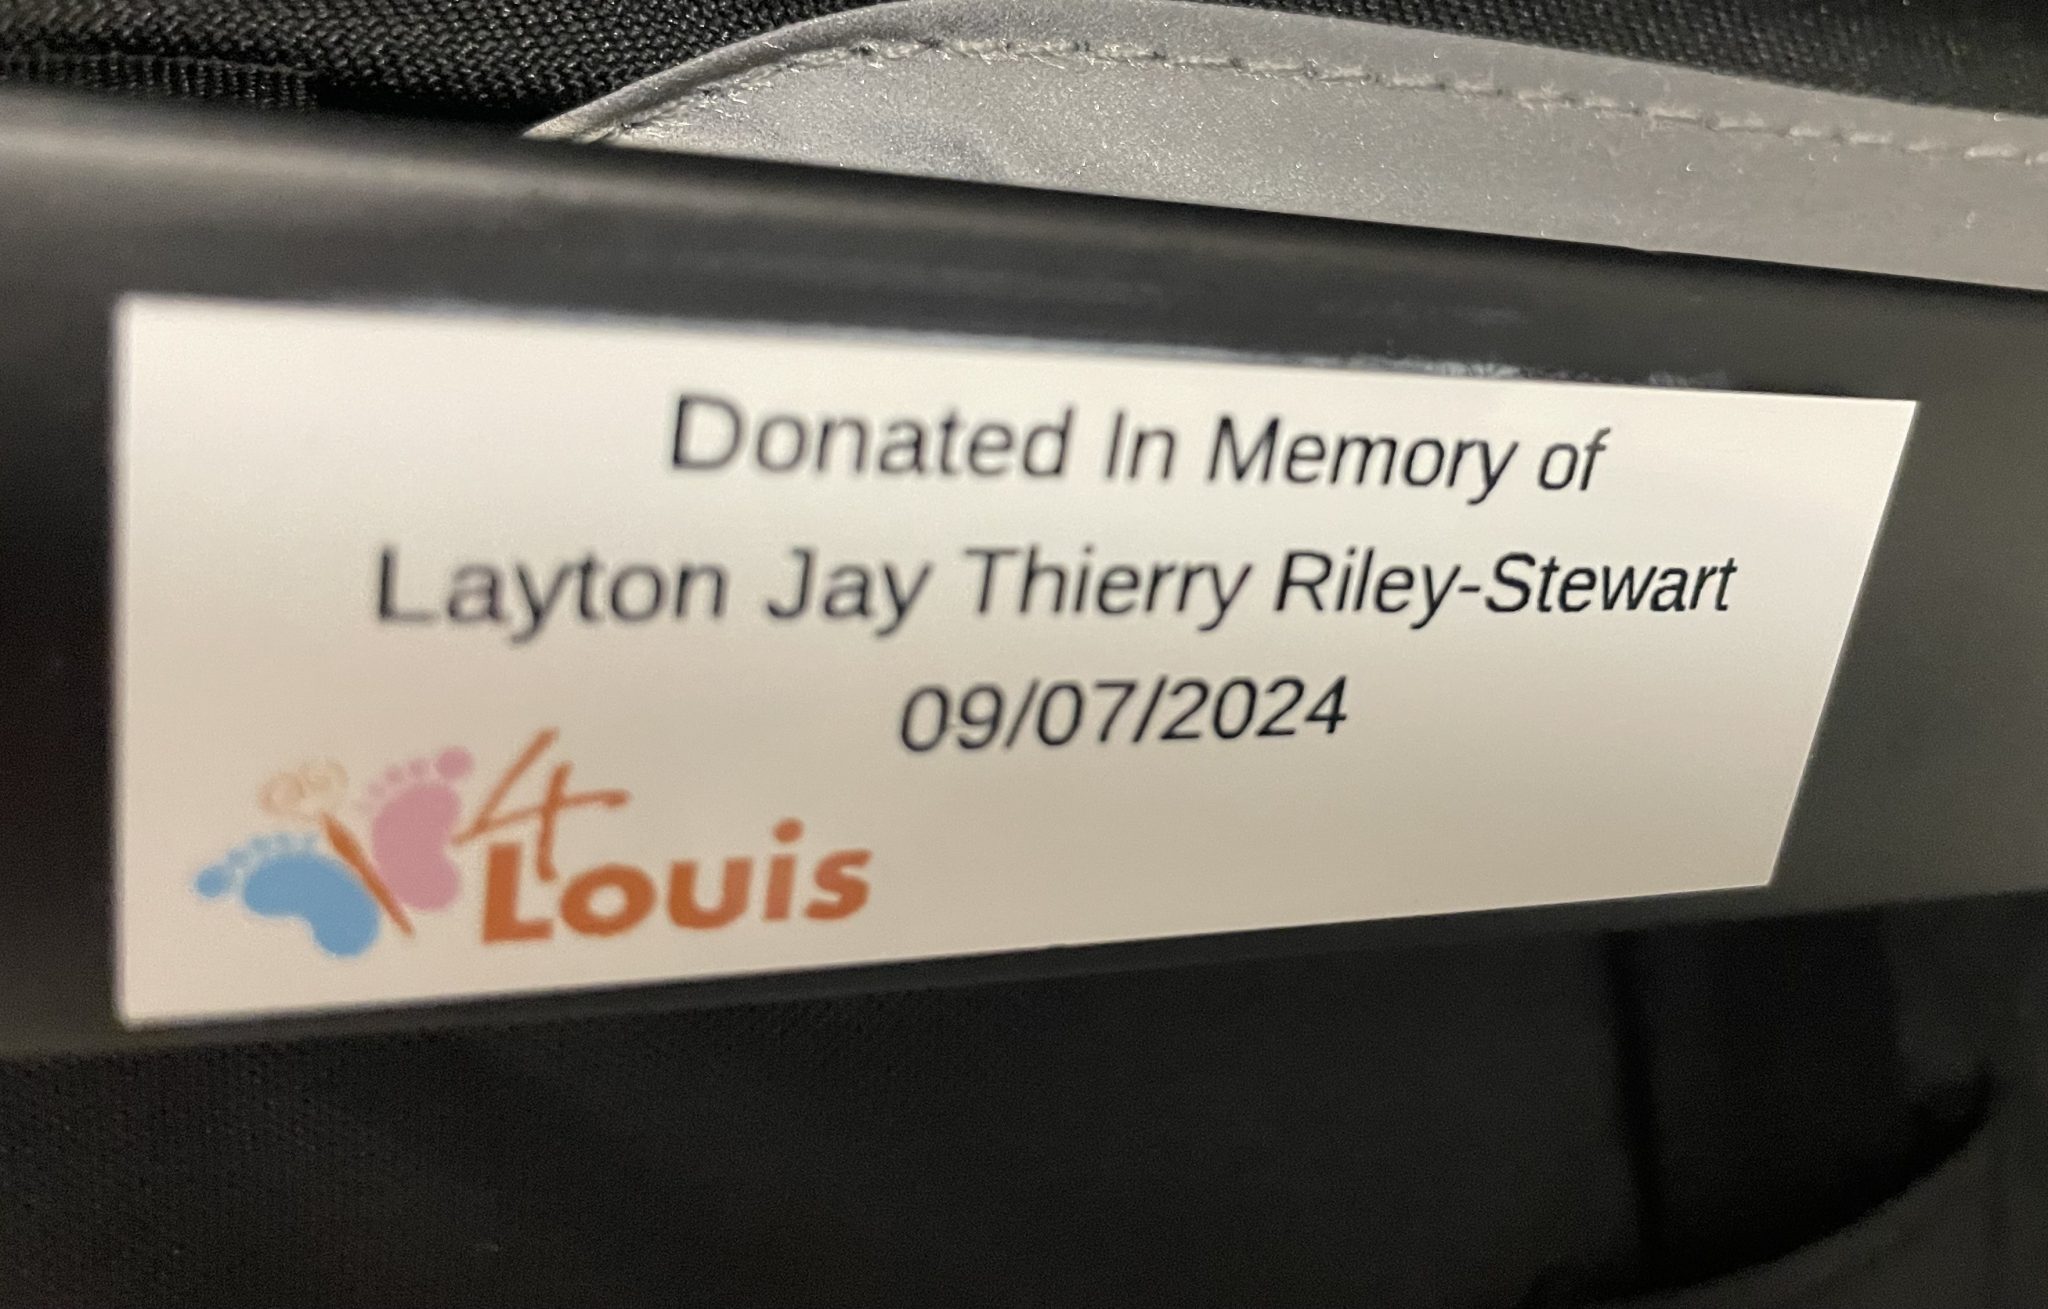 Donated In Memory of
Layton Jay Thierry Riley-Stewart
09/07/2024
4
Louis